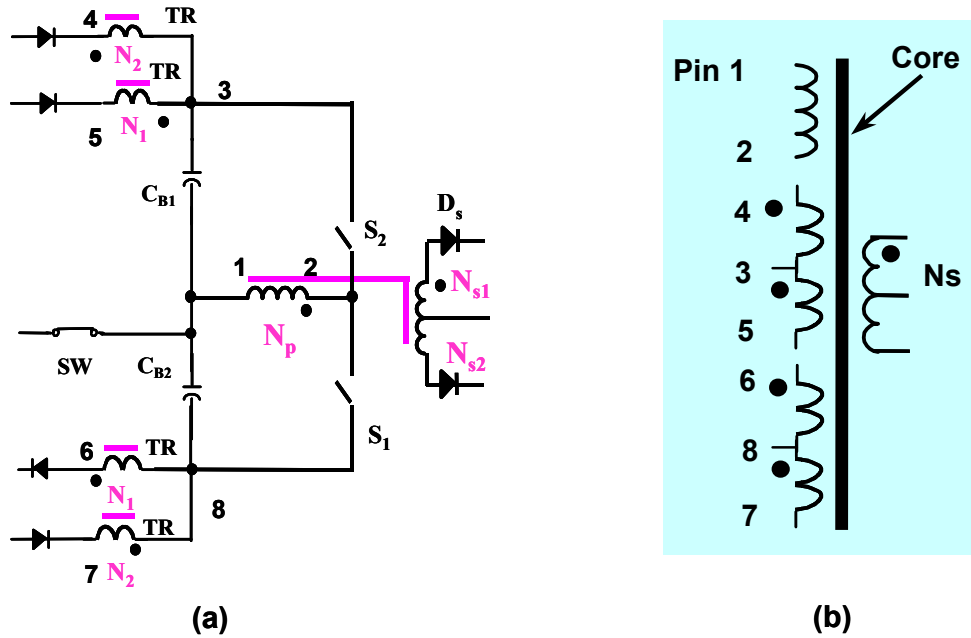 4 TR
N2
TR
5 N1 3
CB1
S2
Ds
1 2
Ns1
Np
SW
CB2
Ns2
S1
6 TR
N1
TR 8
7 N2
(a)
Pin 1
Core
2
4
3
Ns
5
6
8
7
(b)